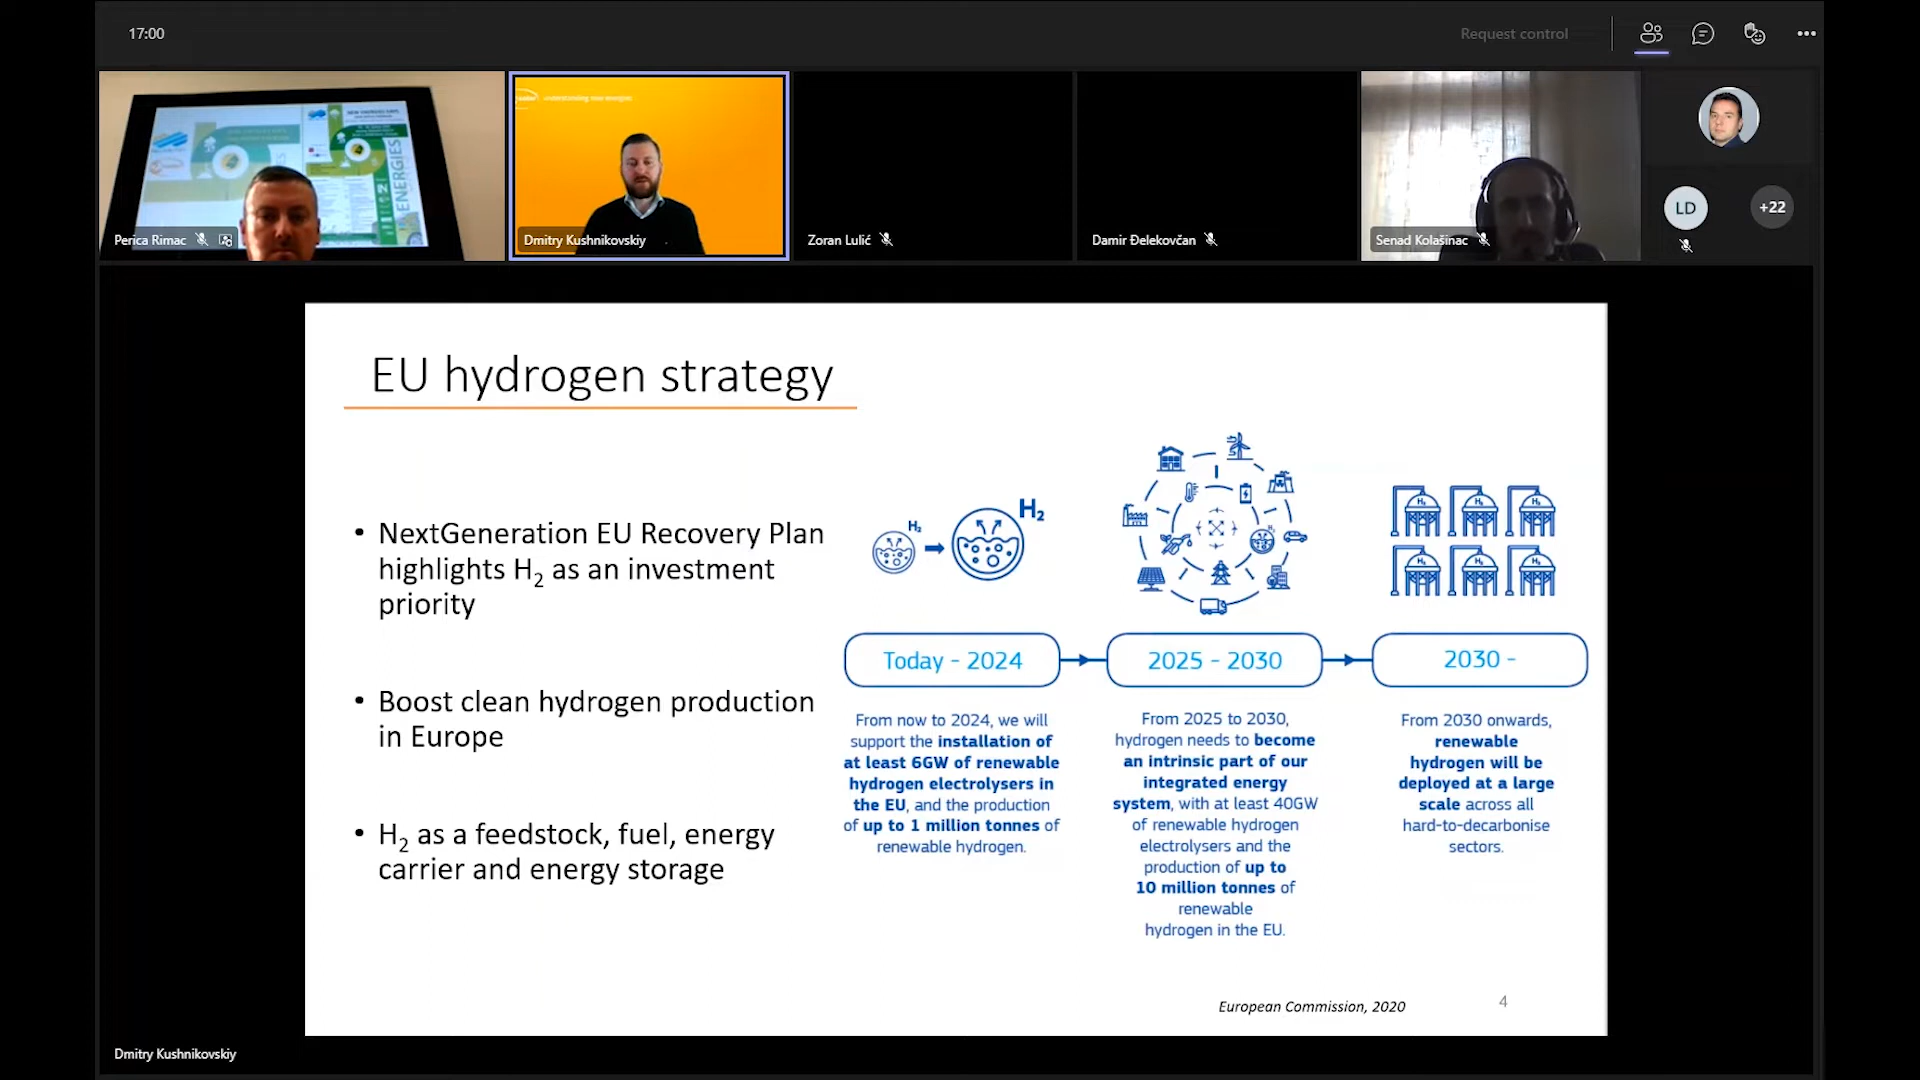 17:00
Request control
understanding new energies
ENERGIES
Perica Rimac
Dmitry Kushnikovskiy
Zoran Lulić
Damir Đelekovčan
Senad Kolašinac
LD
+22
EU hydrogen strategy
• NextGeneration EU Recovery Plan
highlights H₂ as an investment
priority
• Boost clean hydrogen production
in Europe
• H₂ as a feedstock, fuel, energy
carrier and energy storage
H₂
H₂
Today - 2024
From now to 2024, we will
support the installation of
at least 6GW of renewable
hydrogen electrolysers in
the EU, and the production
of up to 1 million tonnes of
renewable hydrogen.
2025 - 2030
From 2025 to 2030,
hydrogen needs to become
an intrinsic part of our
integrated energy
system, with at least 40GW
of renewable hydrogen
electrolysers and the
production of up to
10 million tonnes of
renewable
hydrogen in the EU.
2030 -
From 2030 onwards,
renewable
hydrogen will be
deployed at a large
scale across all
hard-to-decarbonise
sectors.
European Commission, 2020
4
Dmitry Kushnikovskiy